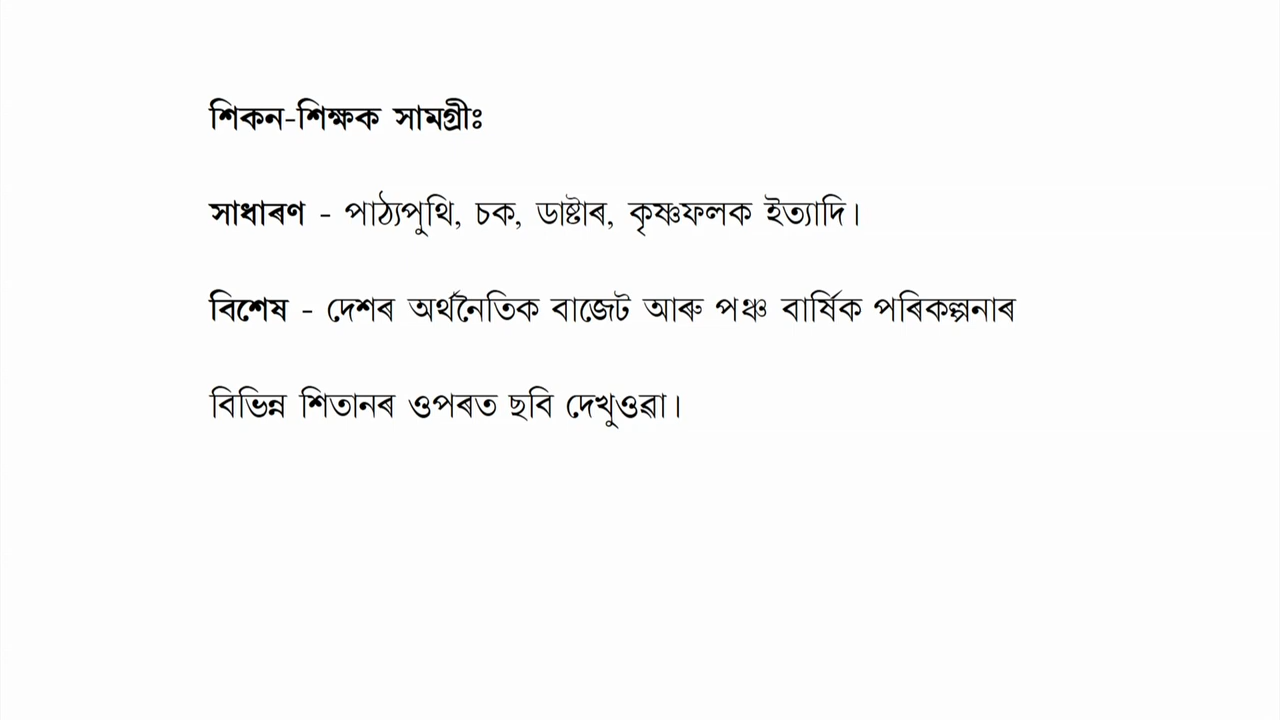 শিকন-শিক্ষক সামগ্ৰীঃ
সাধাৰণ - পাঠ্যপুথি, চক, ডাষ্টাৰ, কৃষ্ণফলক ইত্যাদি।
বিশেষ - দেশৰ অৰ্থনৈতিক বাজেট আৰু পঞ্চ বাৰ্ষিক পৰিকল্পনাৰ
বিভিন্ন শিতানৰ ওপৰত ছবি দেখুওৱা।